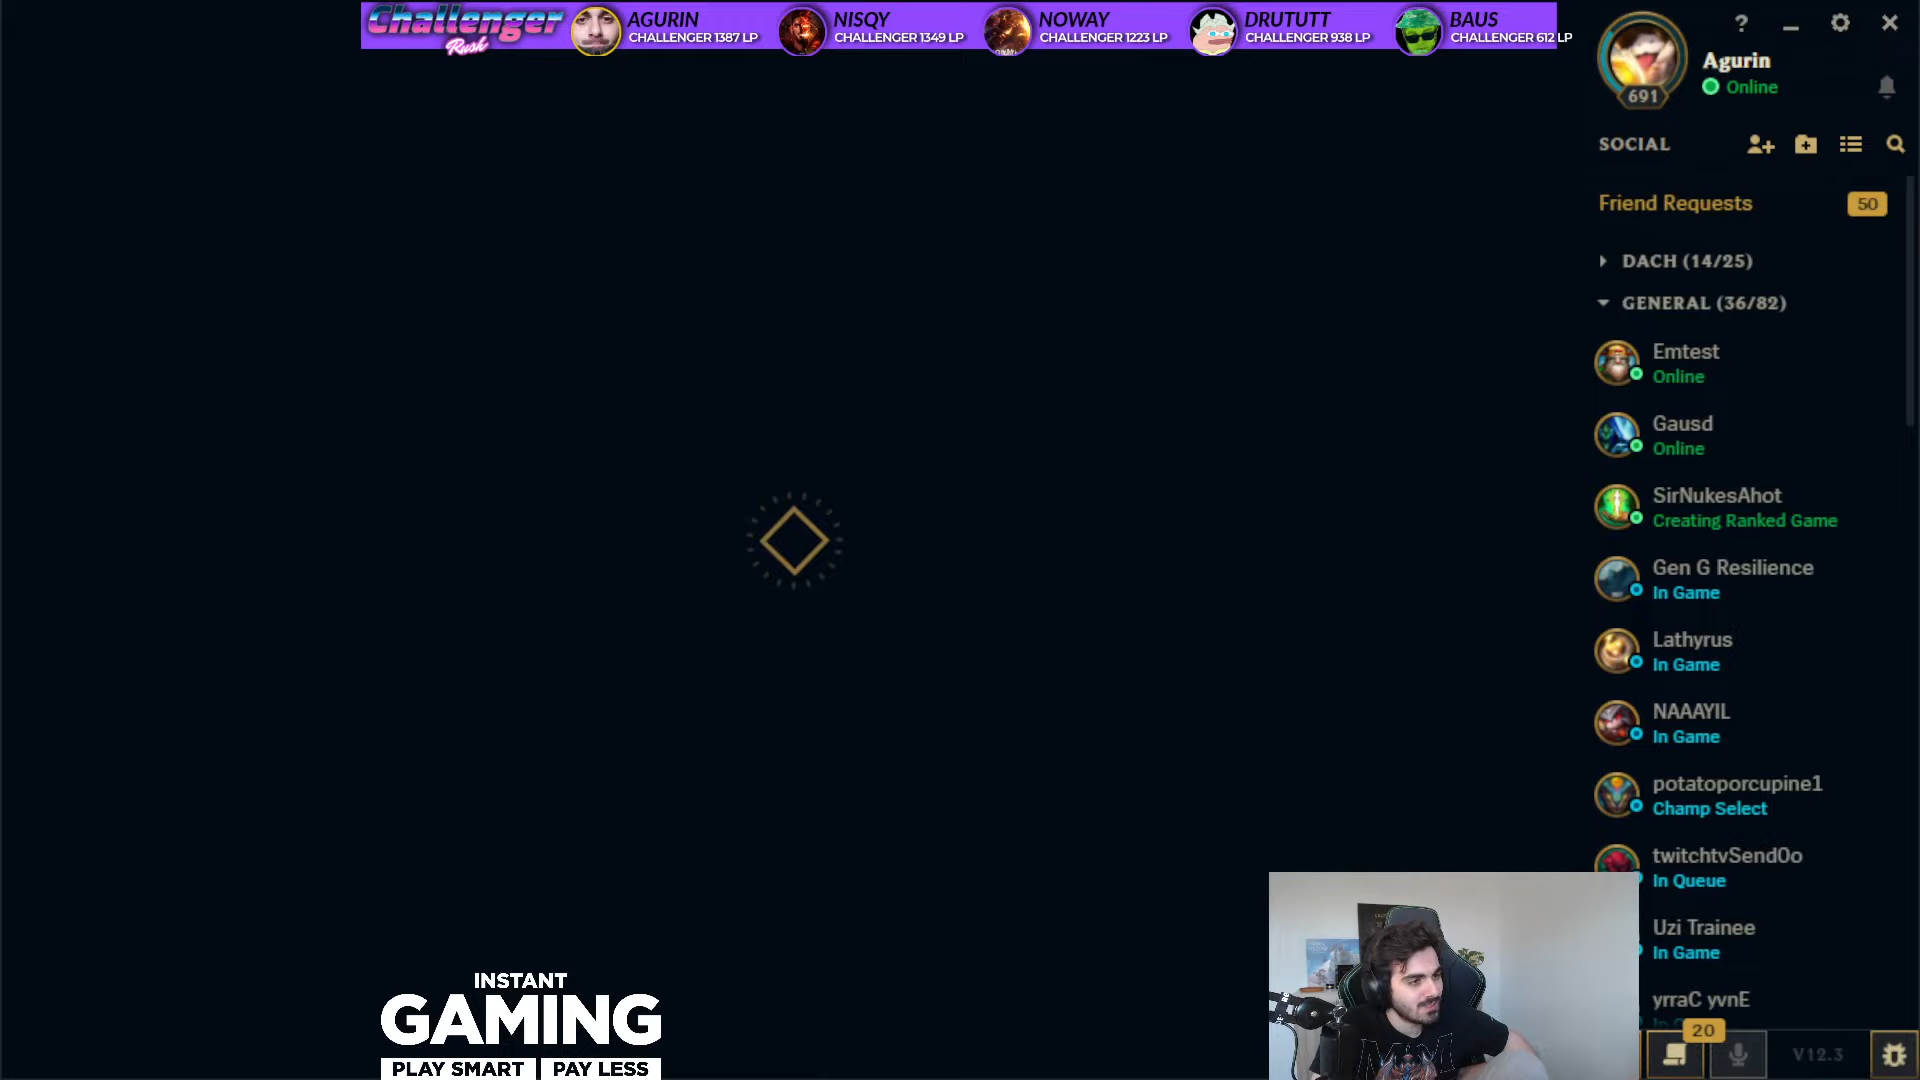 Challenger
Rush
AGURIN
CHALLENGER 1387 LP
NISQY
CHALLENGER 1349 LP
NOWAY
CHALLENGER 1223 LP
DRUTUTT
CHALLENGER 938 LP
BAUS
CHALLENGER 612 LP
691
Agurin
Online
SOCIAL
Friend Requests 50
DACH (14/25)
GENERAL (36/82)
Emtest
Online
Gausd
Online
SirNukesAhot
Creating Ranked Game
Gen G Resilience
In Game
Lathyrus
In Game
NAAAYIL
In Game
potatoporcupine1
Champ Select
twitchtvSend0o
In Queue
Uzi Trainee
In Game
yrraC yvnE
20
V12.3
INSTANT
GAMING
PLAY SMART PAY LESS